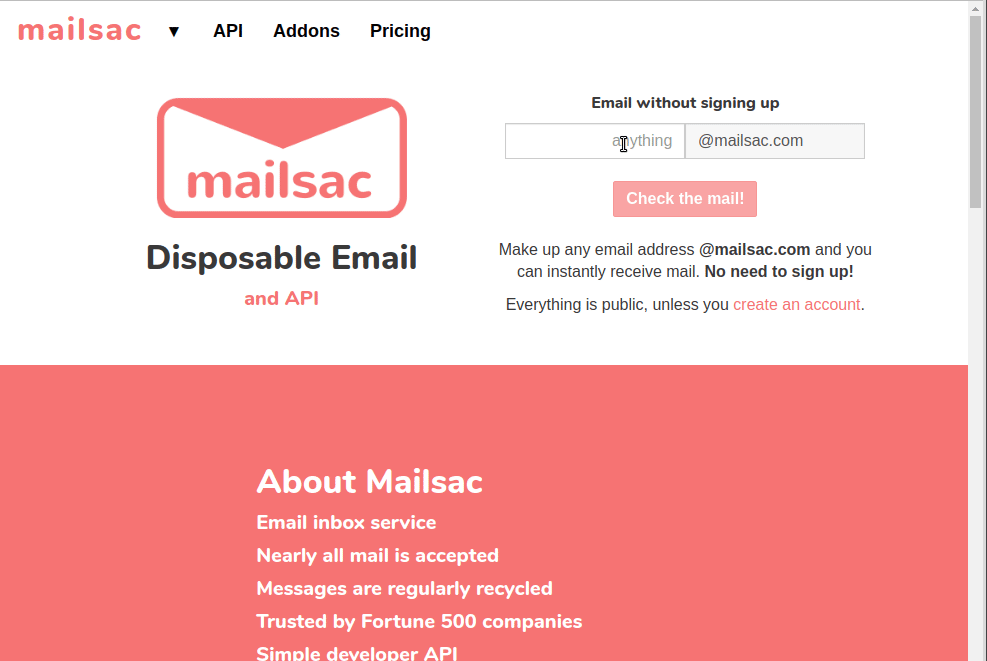 mailsac ▼ API Addons Pricing
mailsac
Disposable Email
and API
Email without signing up
anything @mailsac.com
Check the mail!
Make up any email address @mailsac.com and you
can instantly receive mail. No need to sign up!
Everything is public, unless you create an account.
About Mailsac
Email inbox service
Nearly all mail is accepted
Messages are regularly recycled
Trusted by Fortune 500 companies
Simple developer API